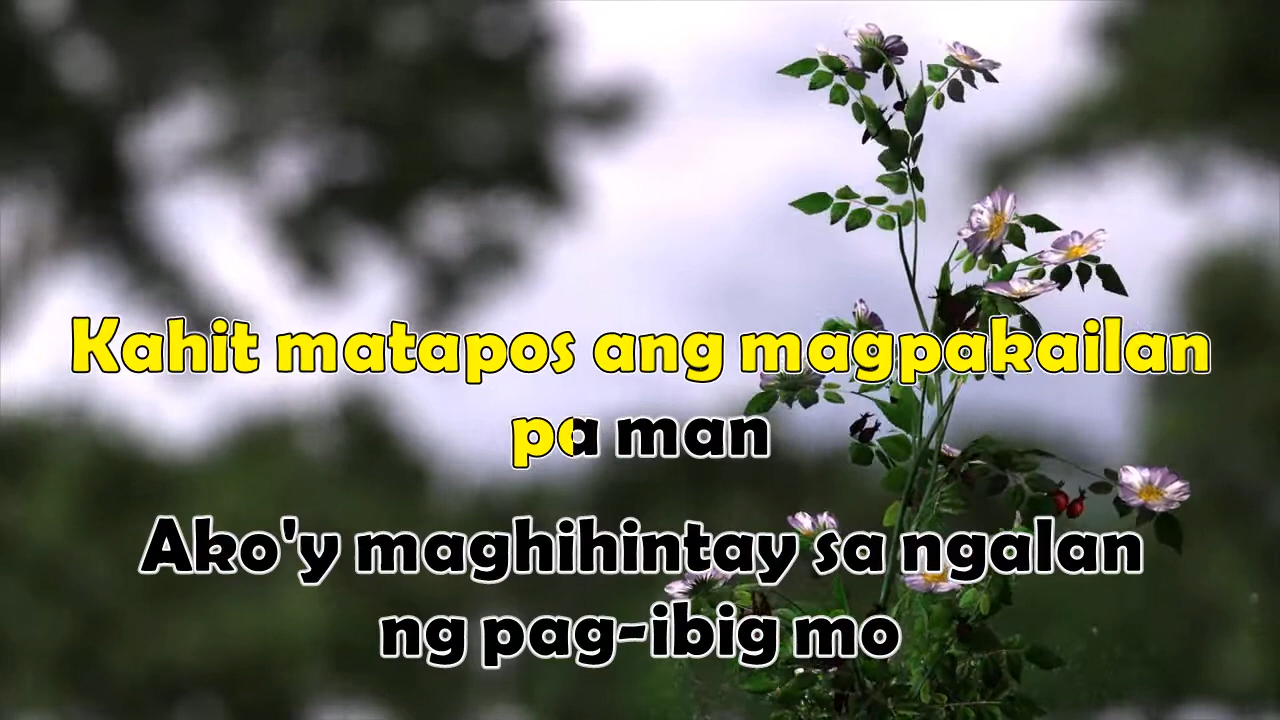 Kahit matapos ang magpakailan
pa man
Ako'y maghihintay sa ngalan
ng pag-ibig mo